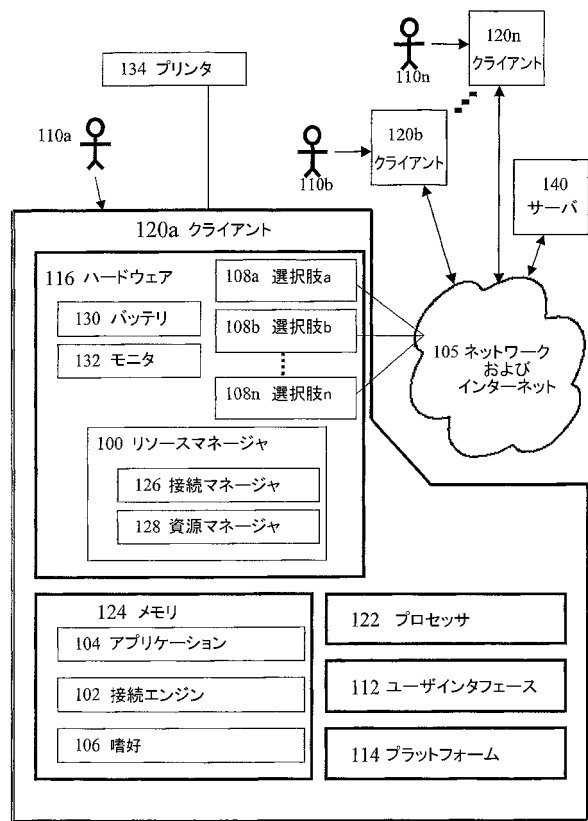 120n
クライアント
110n
134 プリンタ
120b
クライアント
110a
110b
140
サーバ
120a クライアント
116 ハードウェア
108a 選択肢a
130 バッテリ
108b 選択肢b
132 モニタ
108n 選択肢n
105 ネットワーク
および
インターネット
100 リソースマネージャ
126 接続マネージャ
128 資源マネージャ
124 メモリ
104 アプリケーション
102 接続エンジン
106 嗜好
122 プロセッサ
112 ユーザインタフェース
114 プラットフォーム